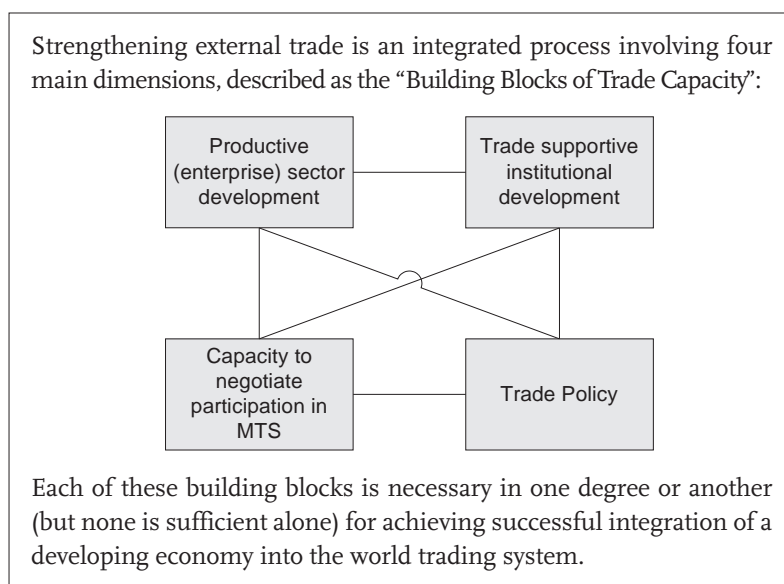 Strengthening external trade is an integrated process involving four
main dimensions, described as the “Building Blocks of Trade Capacity”:
Productive
(enterprise) sector
development
Trade supportive
institutional
development
Capacity to
negotiate
participation in
MTS
Trade Policy
Each of these building blocks is necessary in one degree or another
(but none is sufficient alone) for achieving successful integration of a
developing economy into the world trading system.